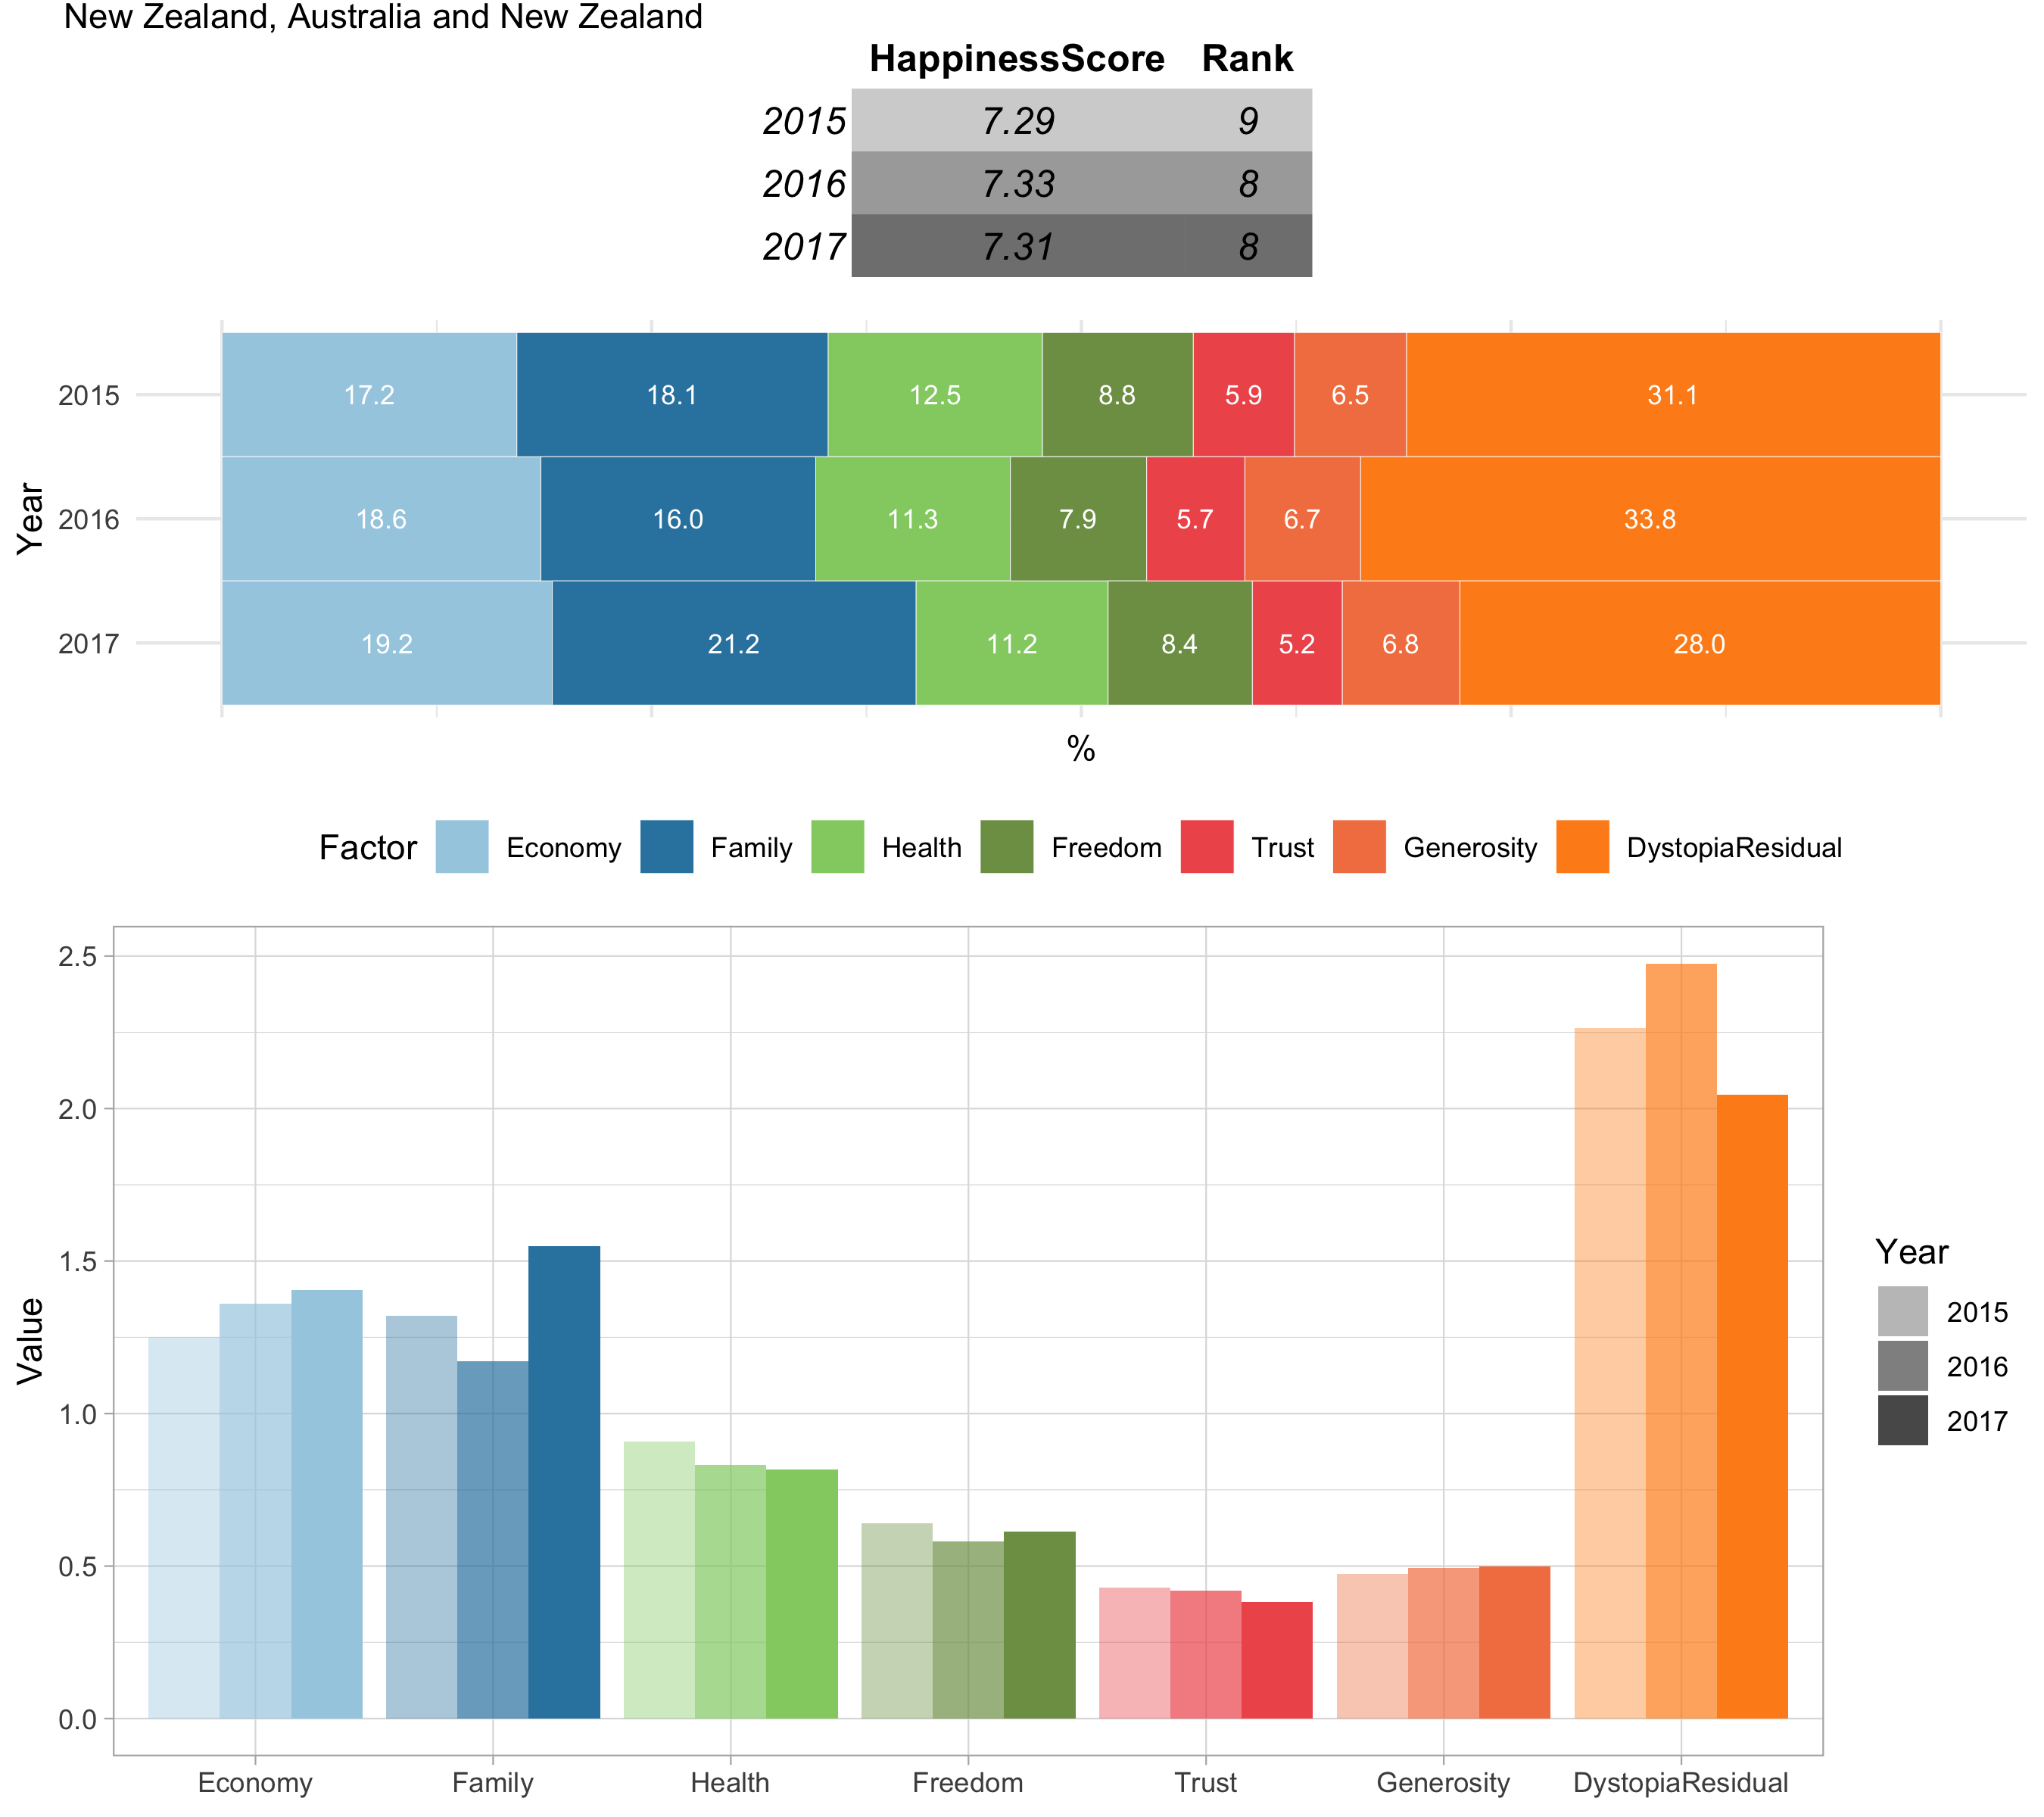 New Zealand, Australia and New Zealand
HappinessScore Rank
2015 7.29 9
2016 7.33 8
2017 7.31 8
Year
2015 17.2 18.1 12.5 8.8 5.9 6.5 31.1
2016 18.6 16.0 11.3 7.9 5.7 6.7 33.8
2017 19.2 21.2 11.2 8.4 5.2 6.8 28.0
%
Factor Economy Family Health Freedom Trust Generosity DystopiaResidual
Value
2.5
2.0
1.5
1.0
0.5
0.0
Economy Family Health Freedom Trust Generosity DystopiaResidual
Year
2015
2016
2017